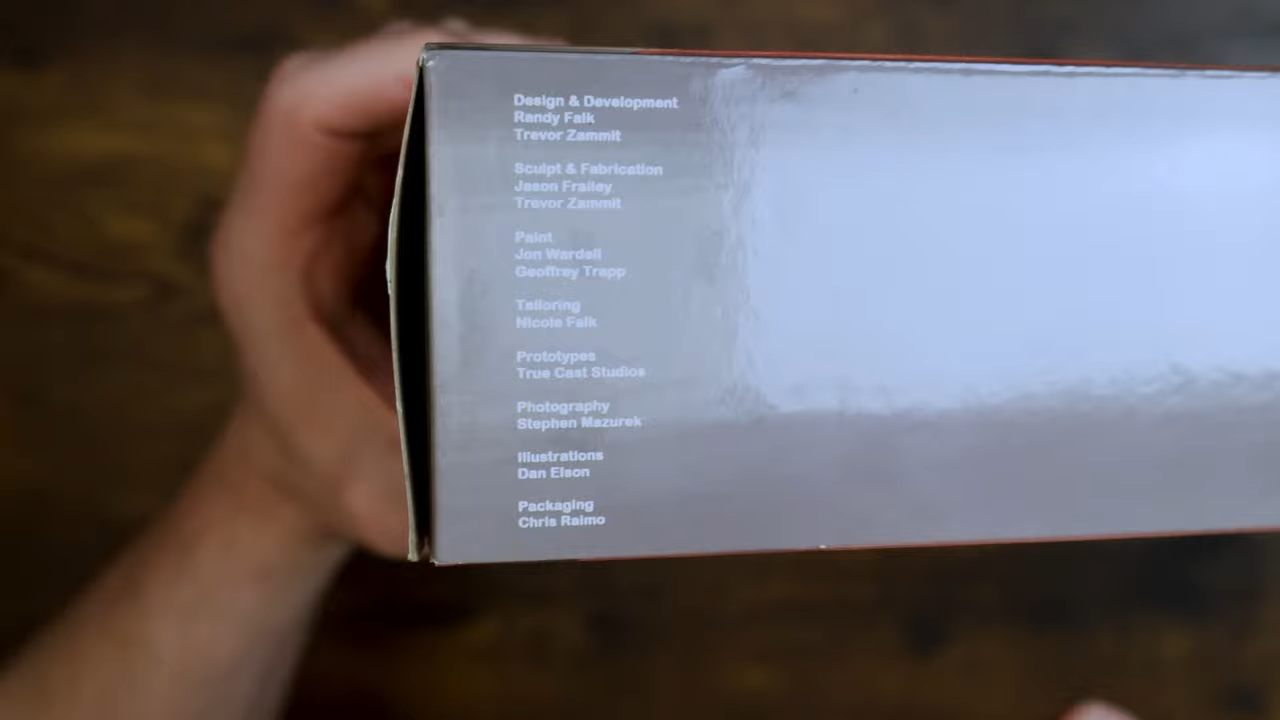 Design & Development
Randy Falk
Trevor Zammit
Sculpt & Fabrication
Jason Frailey
Trevor Zammit
Paint
Jon Wardell
Geoffrey Trapp
Tailoring
Nicole Falk
Prototypes
True Cast Studios
Photography
Stephen Mazurek
Illustrations
Dan Elson
Packaging
Chris Raimo